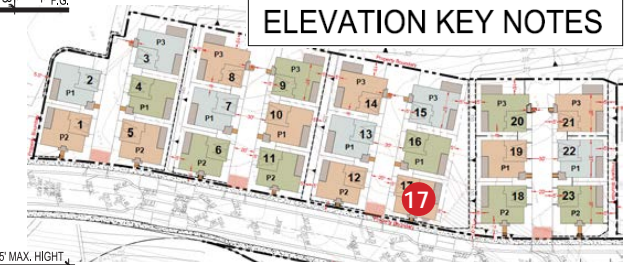 P.G.
ELEVATION KEY NOTES
Property Boundary
P3 3
P3 8
P3 9
P3 14
P3 15
P3 20
P3 21
2 P1
4 P1
7 P1
10 P1
13 P1
16 P1
19 P1
22 P1
1 P2
5 P2
6 P2
11 P2
12 P2
17
18 P2
23 P2
5' MAX. HIGHT